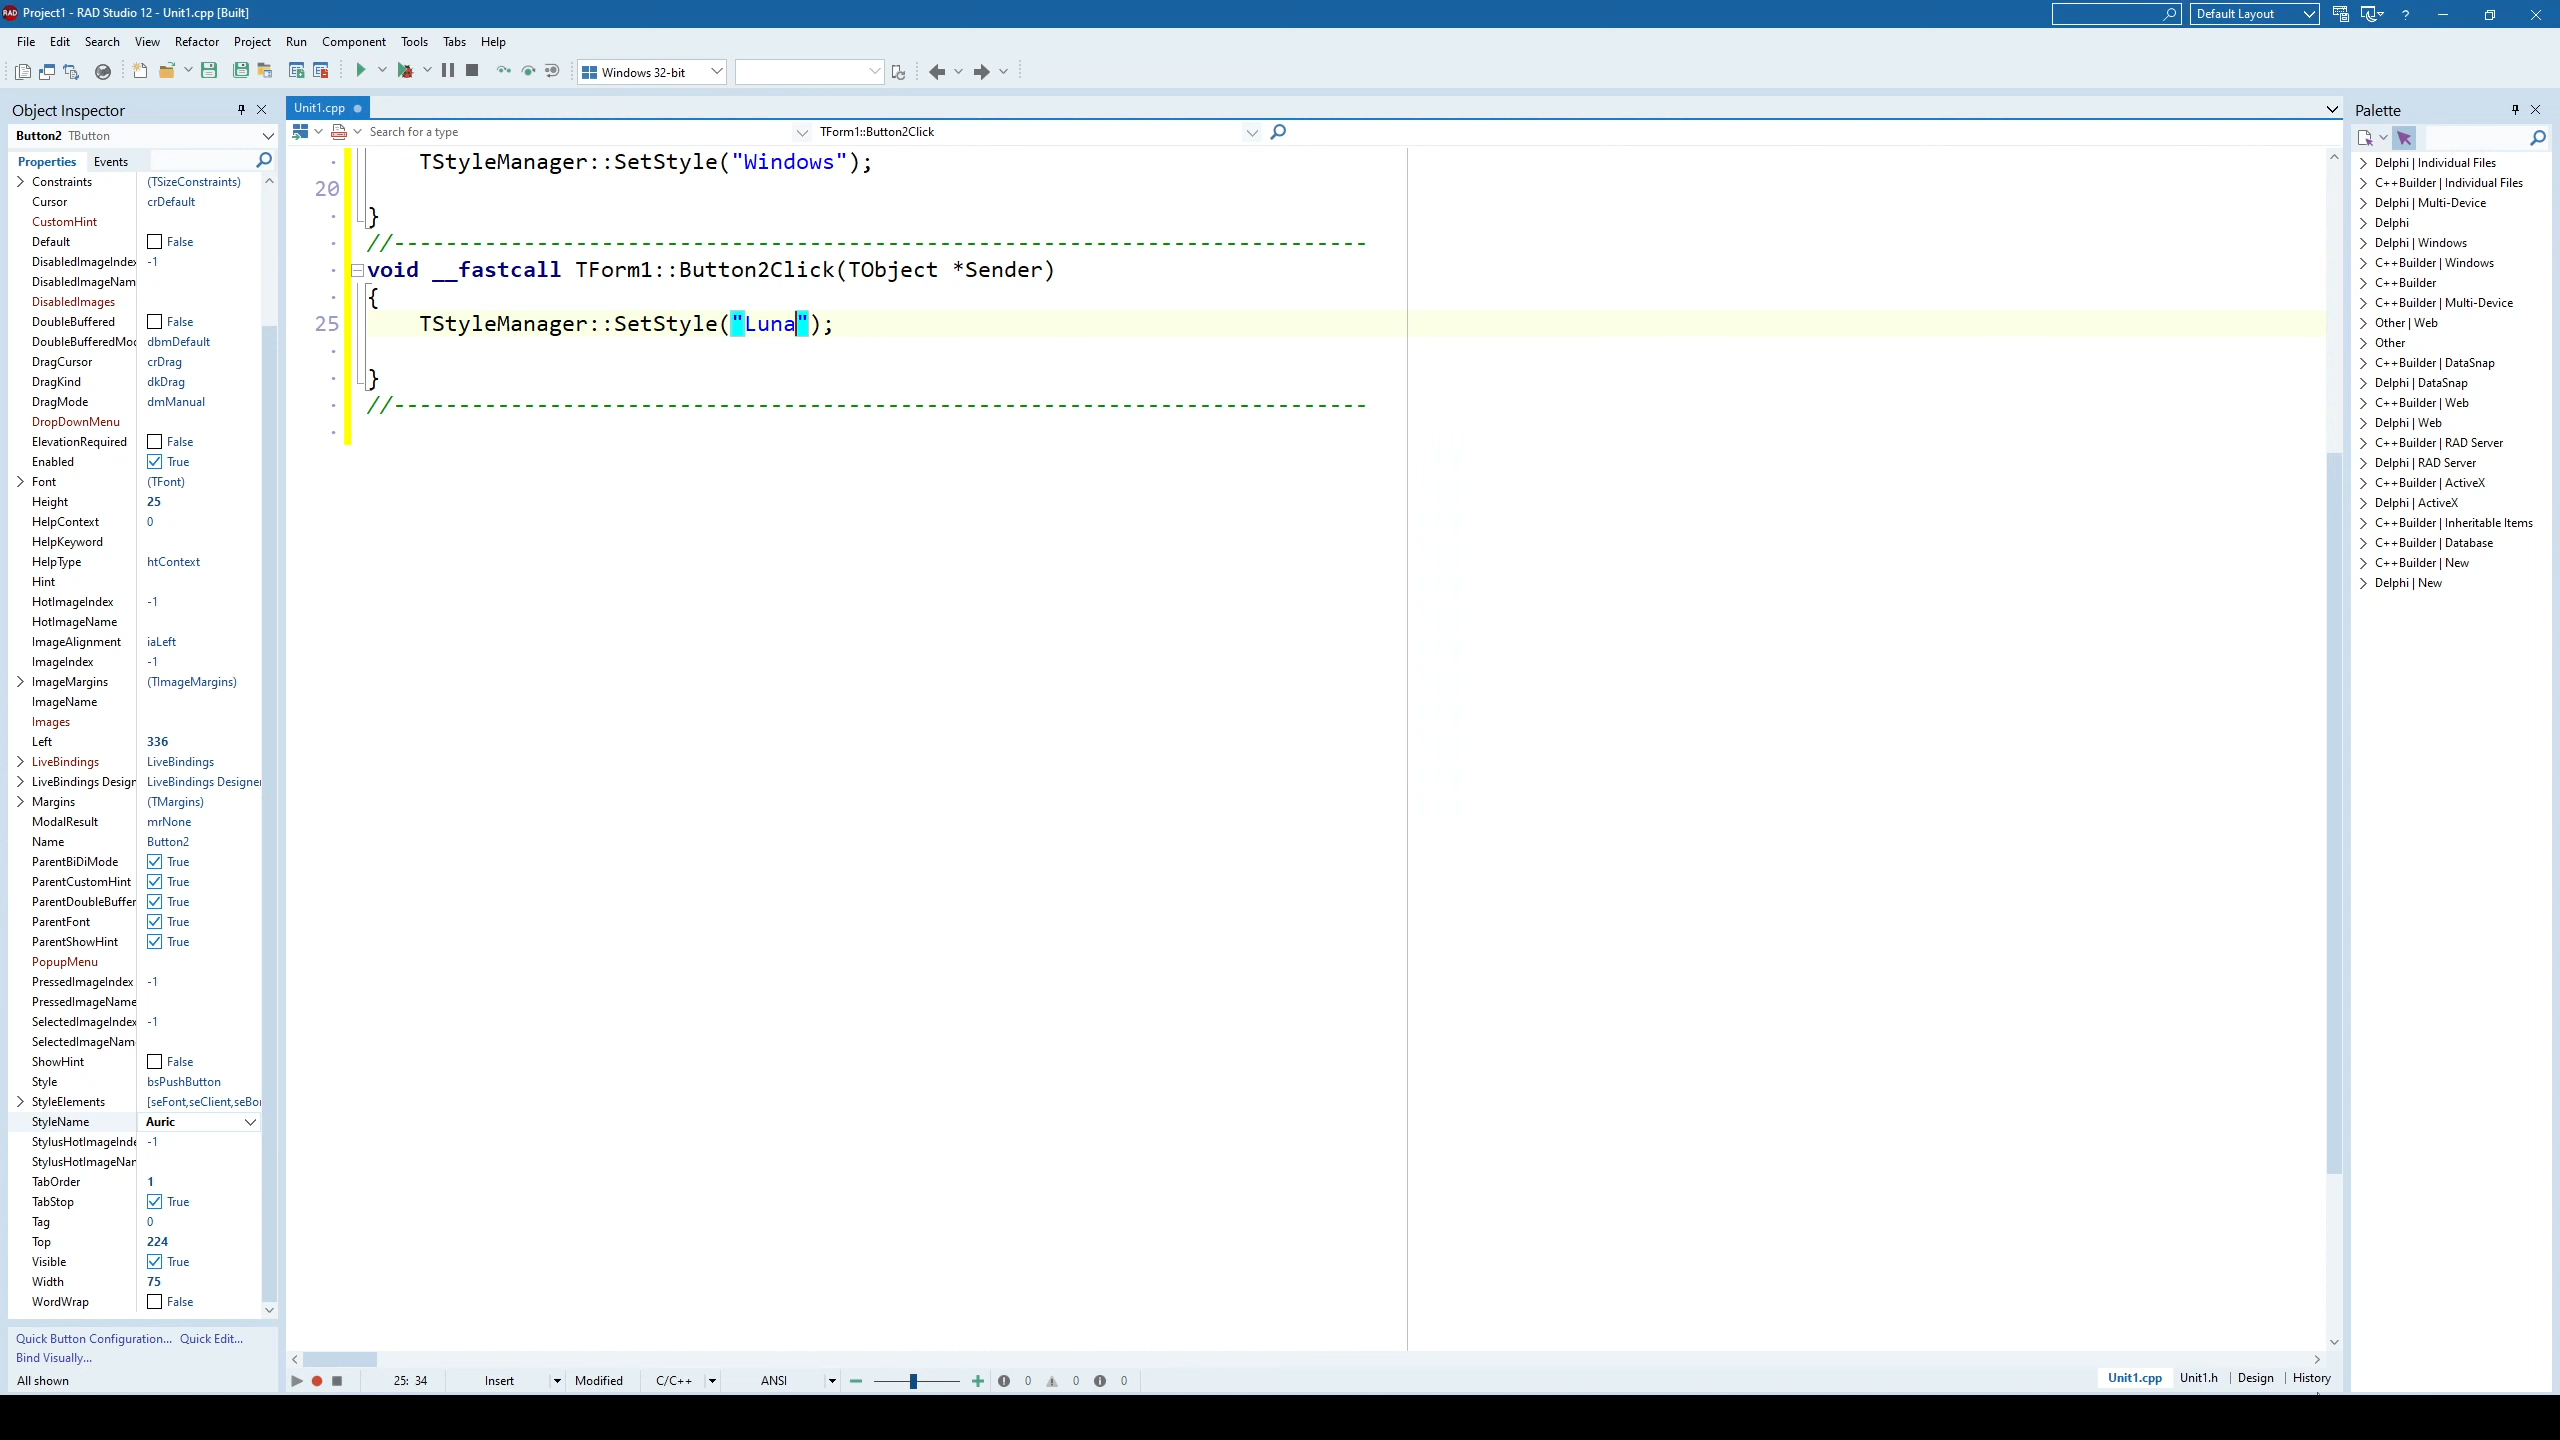 Project1 - RAD Studio 12 - Unit1.cpp [Built]
Default Layout
?
File Edit Search View Refactor Project Run Component Tools Tabs Help
Windows 32-bit
Object Inspector
Button2 TButton
Properties Events
Constraints (TSizeConstraints)
Cursor crDefault
CustomHint
Default False
DisabledImageIndex -1
DisabledImageNam
DisabledImages
DoubleBuffered False
DoubleBufferedMod dbmDefault
DragCursor crDrag
DragKind dkDrag
DragMode dmManual
DropDownMenu
ElevationRequired False
Enabled True
Font (TFont)
Height 25
HelpContext 0
HelpKeyword
HelpType htContext
Hint
HotImageIndex -1
HotImageName
ImageAlignment iaLeft
ImageIndex -1
ImageMargins (TImageMargins)
ImageName
Images
Left 336
LiveBindings LiveBindings
LiveBindings Design LiveBindings Designer
Margins (TMargins)
ModalResult mrNone
Name Button2
ParentBiDiMode True
ParentCustomHint True
ParentDoubleBuffer True
ParentFont True
ParentShowHint True
PopupMenu
PressedImageIndex -1
PressedImageName
SelectedImageIndex -1
SelectedImageNam
ShowHint False
Style bsPushButton
StyleElements [seFont,seClient,seBor
StyleName Auric
StylusHotImageInde -1
StylusHotImageNar
TabOrder 1
TabStop True
Tag 0
Top 224
Visible True
Width 75
WordWrap False
Quick Button Configuration... Quick Edit...
Bind Visually...
All shown
Unit1.cpp
Search for a type TForm1::Button2Click
TStyleManager::SetStyle("Windows");
20
}
//---------------------------------------------------------------------------
void __fastcall TForm1::Button2Click(TObject *Sender)
{
25 TStyleManager::SetStyle("Luna");
}
//---------------------------------------------------------------------------
25: 34 Insert Modified C/C++ ANSI 0 0 0
Unit1.cpp Unit1.h Design History
Palette
Delphi | Individual Files
C++Builder | Individual Files
Delphi | Multi-Device
Delphi
Delphi | Windows
C++Builder | Windows
C++Builder
C++Builder | Multi-Device
Other | Web
Other
C++Builder | DataSnap
Delphi | DataSnap
C++Builder | Web
Delphi | Web
C++Builder | RAD Server
Delphi | RAD Server
C++Builder | ActiveX
Delphi | ActiveX
C++Builder | Inheritable Items
C++Builder | Database
C++Builder | New
Delphi | New